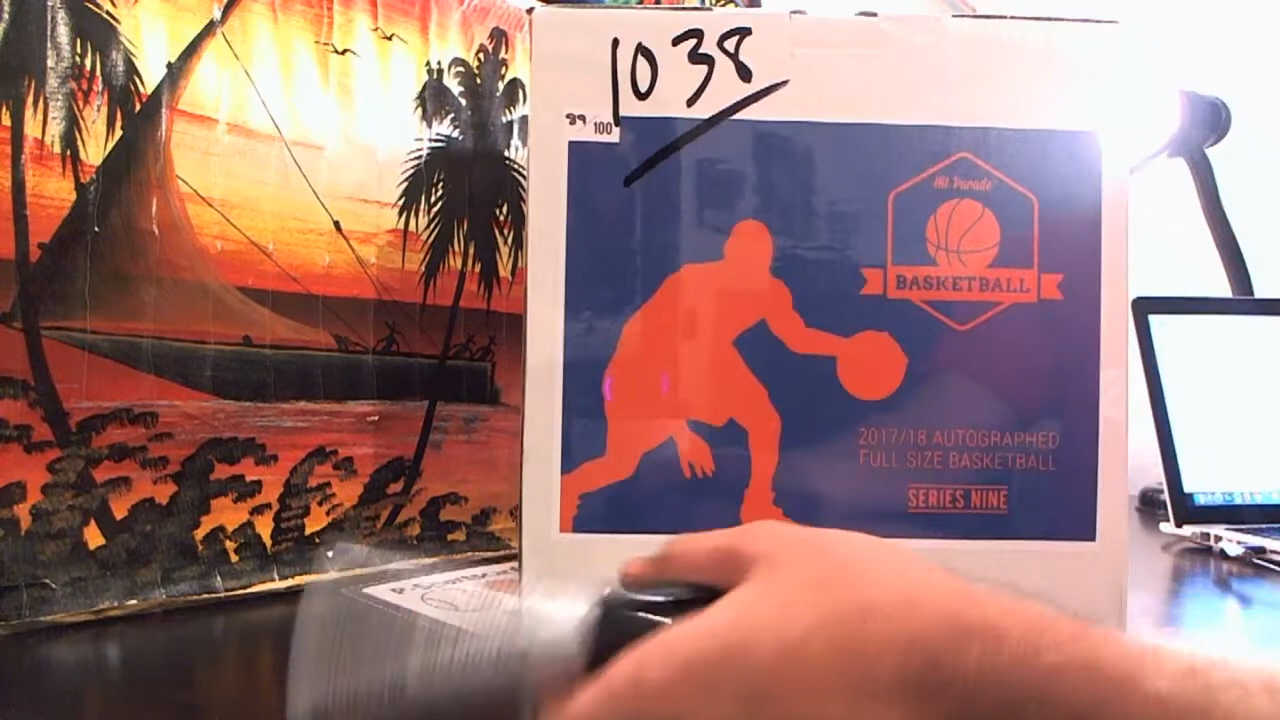 1038
89/100
Hit Parade
BASKETBALL
2017/18 AUTOGRAPHED
FULL SIZE BASKETBALL
SERIES NINE